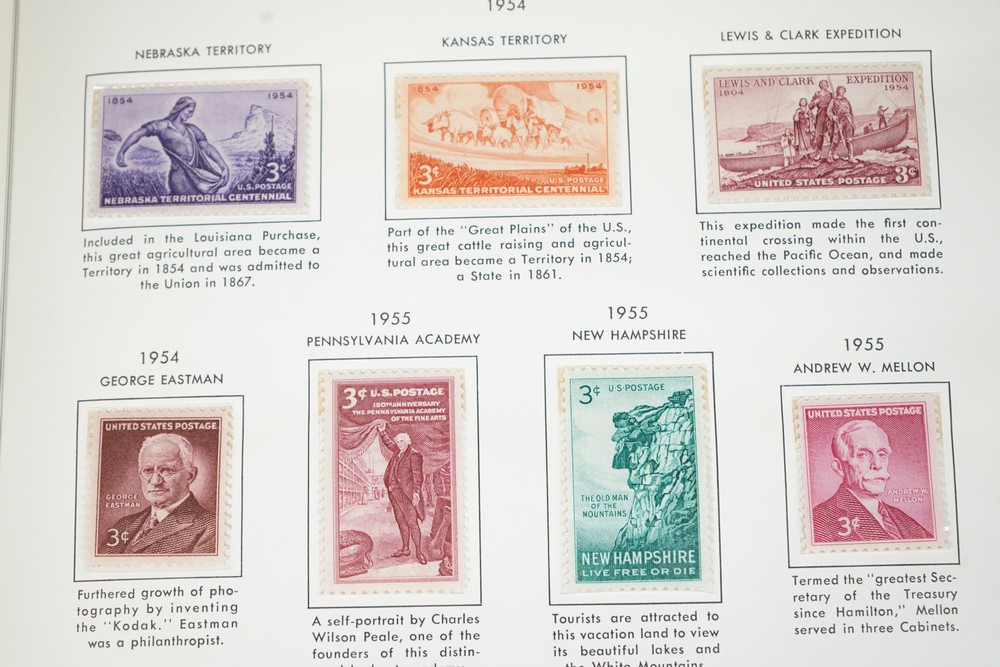 1954
NEBRASKA TERRITORY
1854 1954
3¢
U.S. POSTAGE
NEBRASKA TERRITORIAL CENTENNIAL
Included in the Louisiana Purchase,
this great agricultural area became a
Territory in 1854 and was admitted to
the Union in 1867.
KANSAS TERRITORY
1854 1954
3¢
U.S. POSTAGE
KANSAS TERRITORIAL CENTENNIAL
Part of the "Great Plains" of the U.S.,
this great cattle raising and agricul-
tural area became a Territory in 1854;
a State in 1861.
LEWIS & CLARK EXPEDITION
LEWIS AND CLARK EXPEDITION
1804 1954
UNITED STATES POSTAGE 3¢
This expedition made the first con-
tinental crossing within the U.S.,
reached the Pacific Ocean, and made
scientific collections and observations.
1954
GEORGE EASTMAN
UNITED STATES POSTAGE
GEORGE
EASTMAN
3¢
Furthered growth of pho-
tography by inventing
the "Kodak." Eastman
was a philanthropist.
1955
PENNSYLVANIA ACADEMY
3¢ U.S. POSTAGE
150TH ANNIVERSARY
THE PENNSYLVANIA ACADEMY
OF THE FINE ARTS
A self-portrait by Charles
Wilson Peale, one of the
founders of this distin-
1955
NEW HAMPSHIRE
3¢ U.S. POSTAGE
THE OLD MAN
OF THE
MOUNTAINS
NEW HAMPSHIRE
LIVE FREE OR DIE
Tourists are attracted to
this vacation land to view
its beautiful lakes and
the White Mountains.
1955
ANDREW W. MELLON
UNITED STATES POSTAGE
ANDREW W.
MELLON
3¢
Termed the "greatest Sec-
retary of the Treasury
since Hamilton," Mellon
served in three Cabinets.